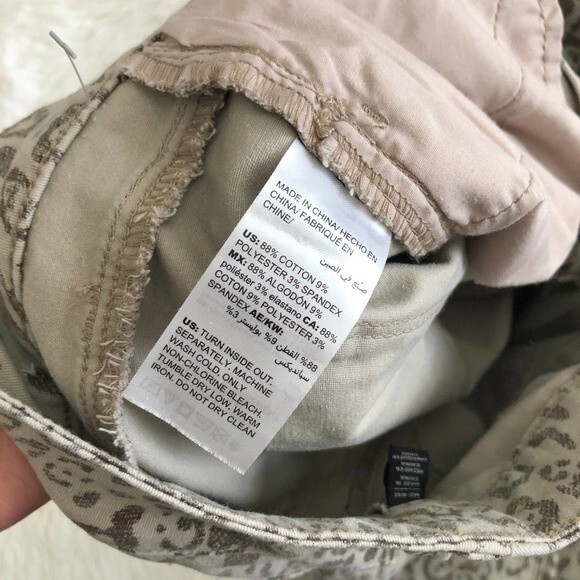 MADE IN CHINA/ HECHO EN
CHINA/ FABRIQUÉ EN
CHINE/
صنع في الصين
US: 88% COTTON 9%
POLYESTER 3% SPANDEX
MX: 88% ALGODÓN 9%
poliéster 3% elastano CA: 88%
COTON 9% POLYESTER 3%
SPANDEX AE/KW:
88% القطن 9% بوليستر 3%
سباندیکس
US: TURN INSIDE OUT.
SEPARATELY. MACHINE
WASH COLD. ONLY
NON-CHLORINE BLEACH.
TUMBLE DRY LOW. WARM
IRON. DO NOT DRY CLEAN